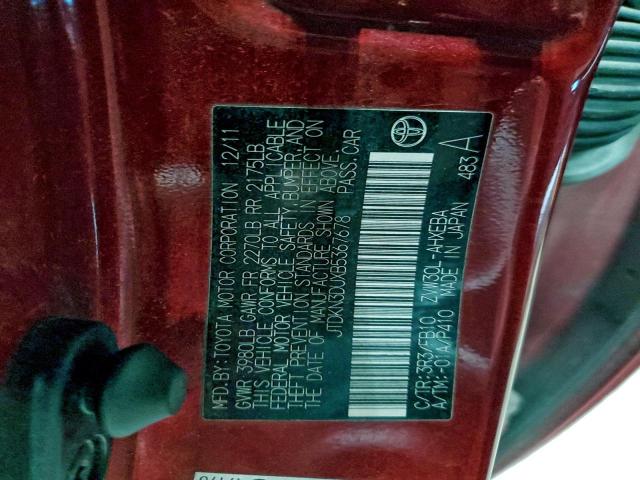 MFD.BY: TOYOTA MOTOR CORPORATION 12/11
GVWR 3980LB GAWR FR 2270LB RR 2175LB
THIS VEHICLE CONFORMS TO ALL APPLICABLE
FEDERAL MOTOR VEHICLE SAFETY, BUMPER, AND
THEFT PREVENTION STANDARDS IN EFFECT ON
THE DATE OF MANUFACTURE SHOWN ABOVE.
JTDKN3DUXB5367678 PASS.CAR
C/TR:3R3/FB10 ZVW30L-AHXEBA
A/TM:-01A/P410 MADE IN JAPAN 483 A